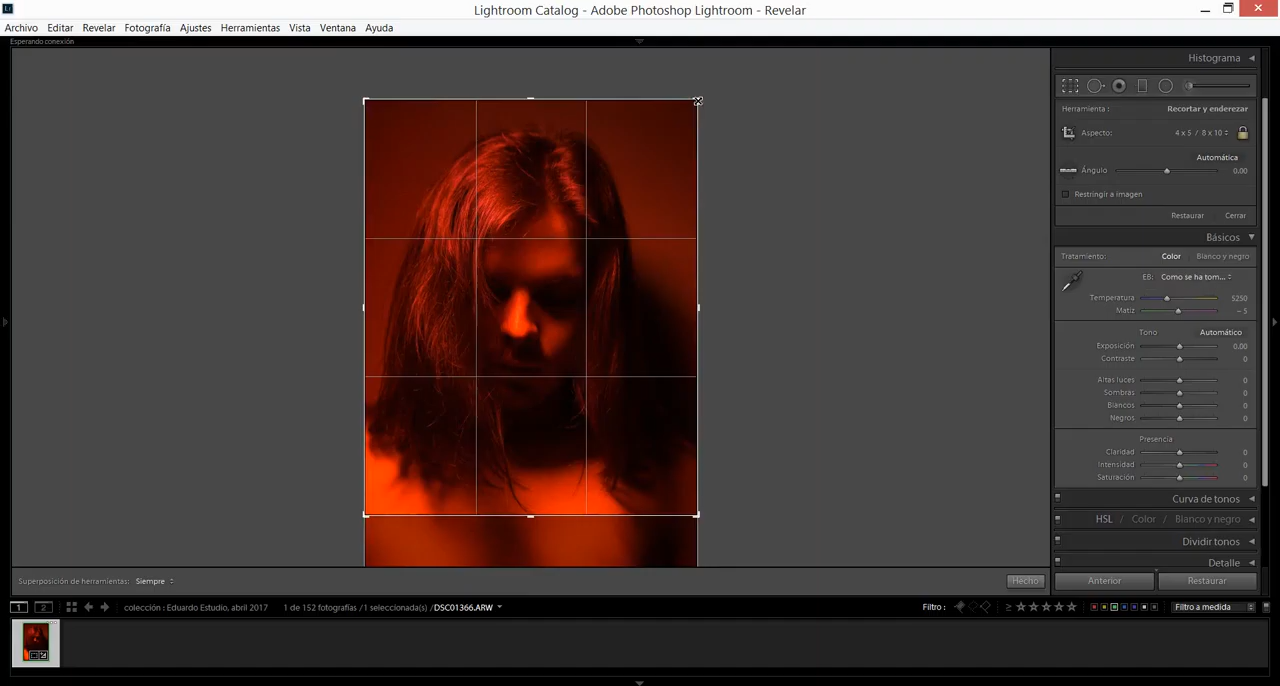 Lr Lightroom Catalog - Adobe Photoshop Lightroom - Revelar
Archivo Editar Revelar Fotografía Ajustes Herramientas Vista Ventana Ayuda
Esperando conexión
Histograma
Herramienta : Recortar y enderezar
Aspecto: 4 x 5 / 8 x 10
Automática
Ángulo 0,00
Restringir a imagen
Restaurar Cerrar
Básicos
Tratamiento: Color Blanco y negro
EB: Como se ha tom...
Temperatura 5250
Matiz – 5
Tono Automático
Exposición 0,00
Contraste 0
Altas luces 0
Sombras 0
Blancos 0
Negros 0
Presencia
Claridad 0
Intensidad 0
Saturación 0
Curva de tonos
HSL / Color / Blanco y negro
Dividir tonos
Detalle
Superposición de herramientas: Siempre Hecho Anterior Restaurar
1 2 colección : Eduardo Estudio, abril 2017 1 de 152 fotografías /1 seleccionada(s) /DSC01366.ARW Filtro : ≥ Filtro a medida